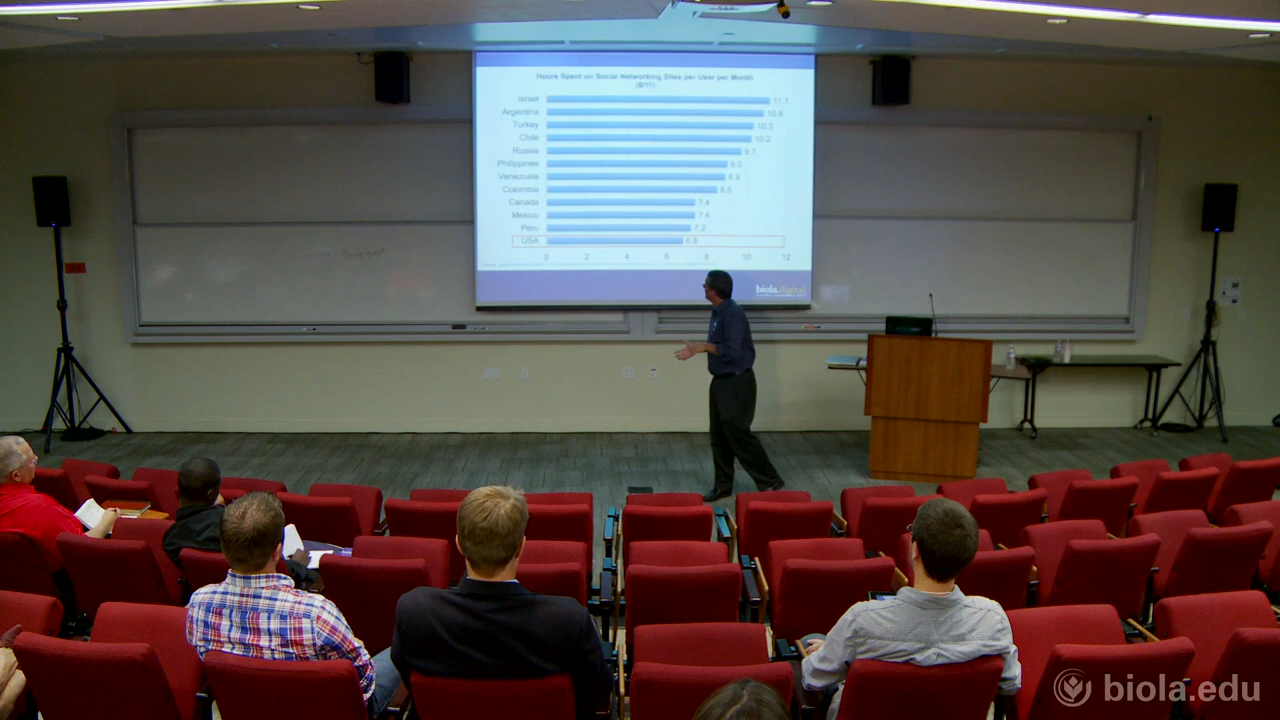 Hours Spent on Social Networking Sites per User per Month
(8/11)
Israel 11.1
Argentina 10.8
Turkey 10.3
Chile 10.2
Russia 9.7
Philippines 9.0
Venezuela 8.9
Colombia 8.5
Canada 7.4
Mexico 7.4
Peru 7.2
USA 6.8
0 2 4 6 8 10 12
biola.digital
biola.edu